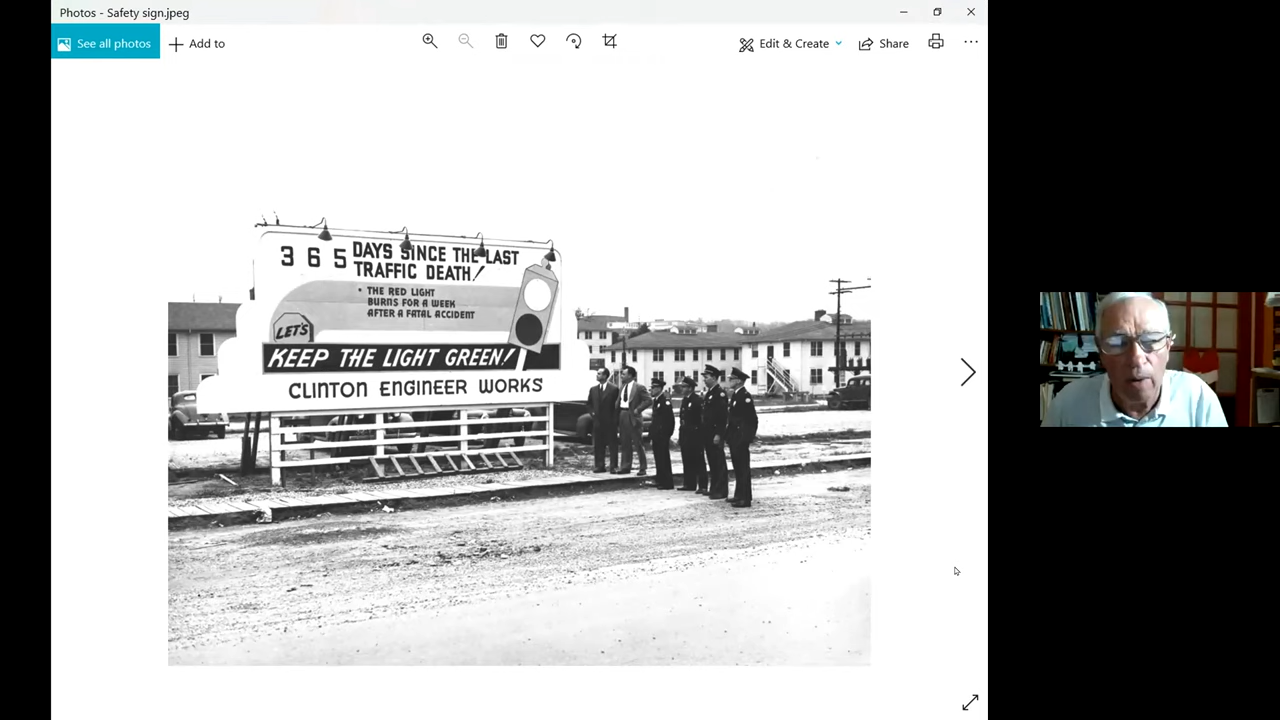 Photos - Safety sign.jpeg
See all photos
Add to
Edit & Create
Share
3 6 5 DAYS SINCE THE LAST
TRAFFIC DEATH!
• THE RED LIGHT
BURNS FOR A WEEK
AFTER A FATAL ACCIDENT
LET'S
KEEP THE LIGHT GREEN!
CLINTON ENGINEER WORKS